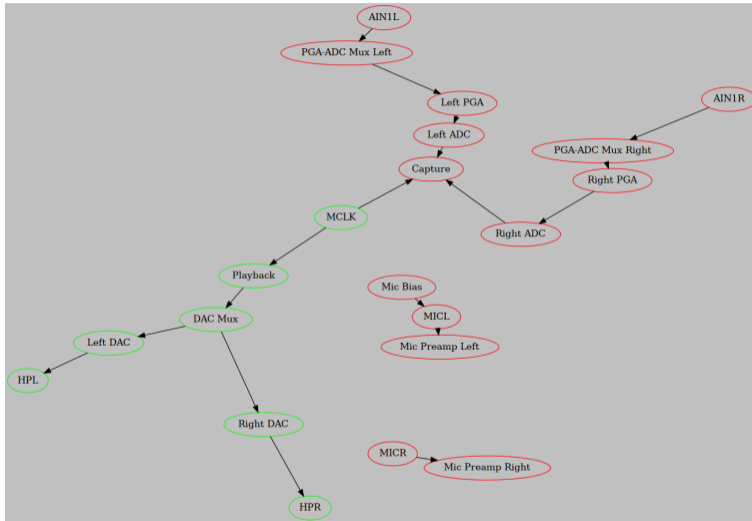 AIN1L
PGA-ADC Mux Left
Left PGA
AIN1R
Left ADC
PGA-ADC Mux Right
Capture
Right PGA
MCLK
Right ADC
Playback
Mic Bias
DAC Mux
MICL
Left DAC
Mic Preamp Left
HPL
Right DAC
MICR
Mic Preamp Right
HPR